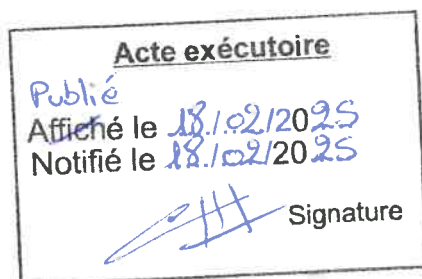 Acte exécutoire
Publié
Affiché le 18/02/2025
Notifié le 18/02/2025
Signature